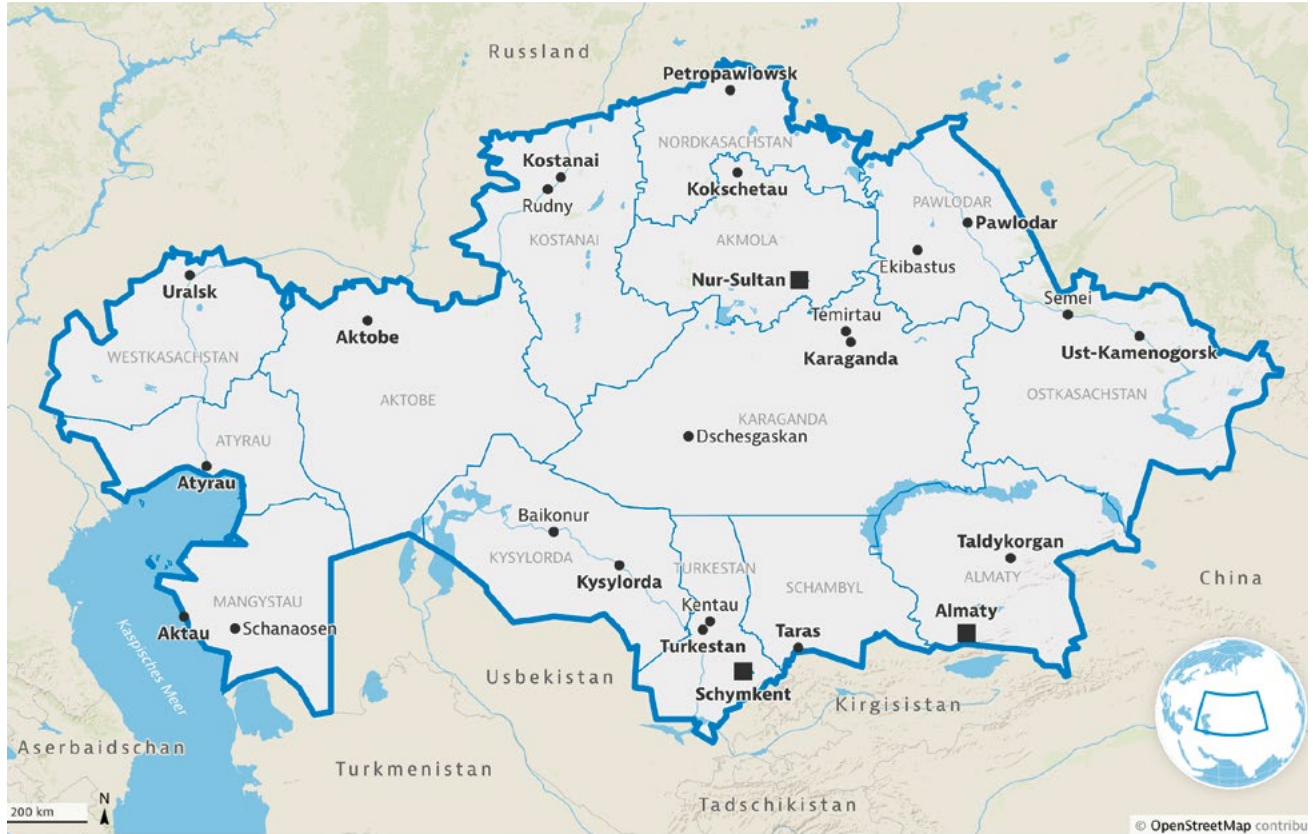 Russland
Petropawlowsk
NORDKASACHSTAN
Kostanai
Kokschetau
Rudny
PAWLODAR
Pawlodar
KOSTANAI
AKMOLA
Ekibastus
Nur-Sultan
Uralsk
Semei
Temirtau
Aktobe
Karaganda
Ust-Kamenogorsk
WESTKASACHSTAN
OSTKASACHSTAN
AKTOBE
KARAGANDA
Dschesgaskan
ATYRAU
Atyrau
Baikonur
KYSYLORDA
Taldykorgan
TURKESTAN
Kysylorda
SCHAMBYL
ALMATY
China
MANGYSTAU
Kentau
Aktau
Schanaosen
Almaty
Turkestan
Taras
Kaspisches Meer
Usbekistan
Schymkent
Kirgisistan
Aserbaidschan
Turkmenistan
Tadschikistan
N
200 km
© OpenStreetMap contribu